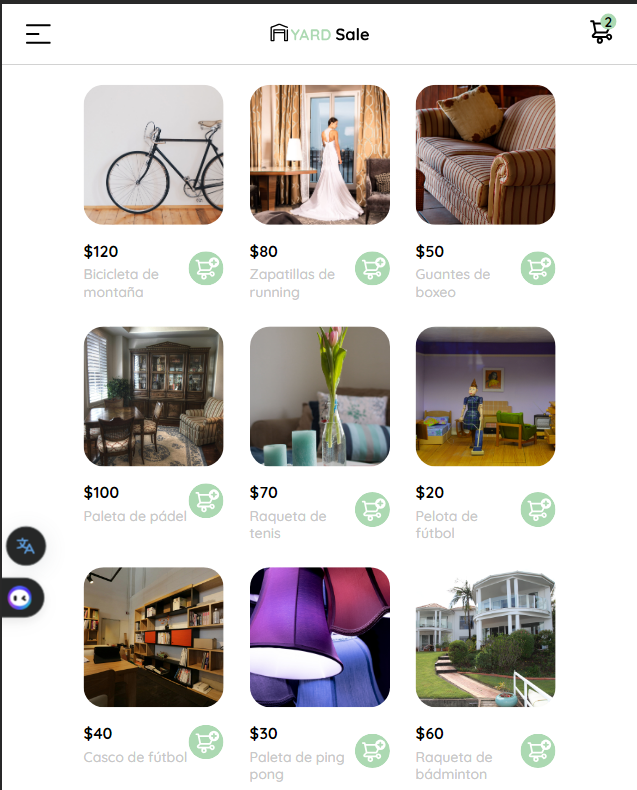 YARD Sale
2
$120
Bicicleta de
montaña
$80
Zapatillas de
running
$50
Guantes de
boxeo
$100
Paleta de pádel
$70
Raqueta de
tenis
$20
Pelota de
fútbol
$40
Casco de fútbol
$30
Paleta de ping
pong
$60
Raqueta de
bádminton